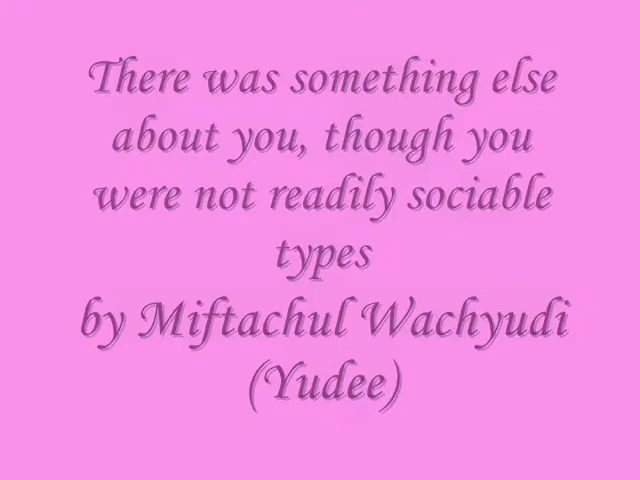 There was something else
about you, though you
were not readily sociable
types
by Miftachul Wachyudi
(Yudee)